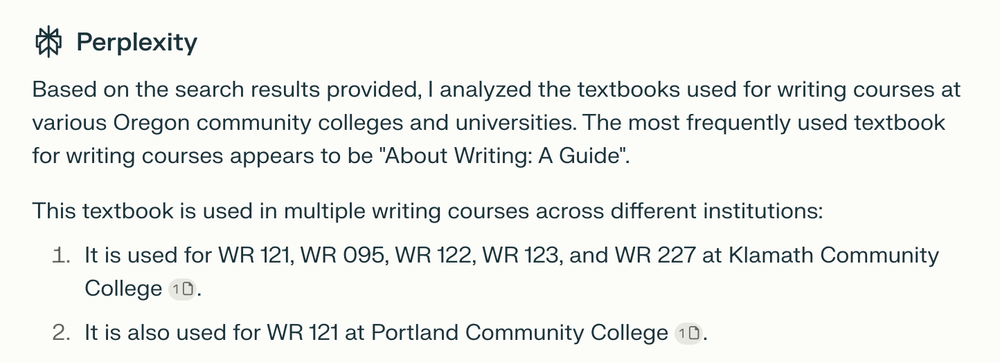 Perplexity
Based on the search results provided, I analyzed the textbooks used for writing courses at
various Oregon community colleges and universities. The most frequently used textbook
for writing courses appears to be "About Writing: A Guide".
This textbook is used in multiple writing courses across different institutions:
1. It is used for WR 121, WR 095, WR 122, WR 123, and WR 227 at Klamath Community
College 1.
2. It is also used for WR 121 at Portland Community College 1.